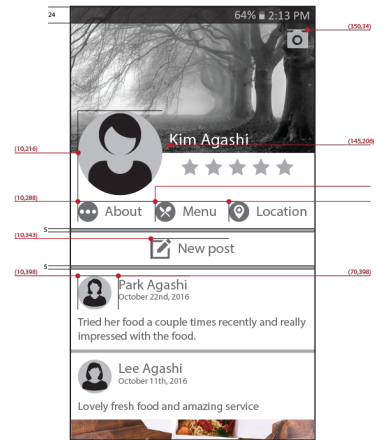 24
64% 2:13 PM
(350,34)
Kim Agashi
(145,206)
(10,216)
(10,288)
About
Menu
Location
5
(10,343)
New post
5
(10,398)
(70,398)
Park Agashi
October 22nd, 2016
Tried her food a couple times recently and really
impressed with the food.
Lee Agashi
October 11th, 2016
Lovely fresh food and amazing service